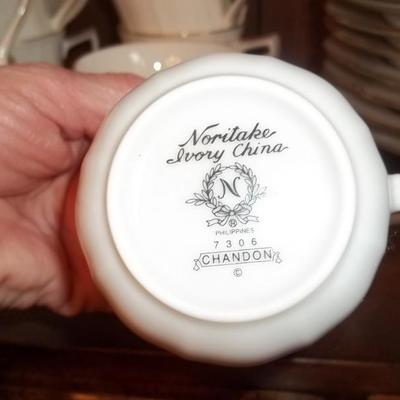 Noritake
Ivory China
N
®
PHILIPPINES
7306
CHANDON
©